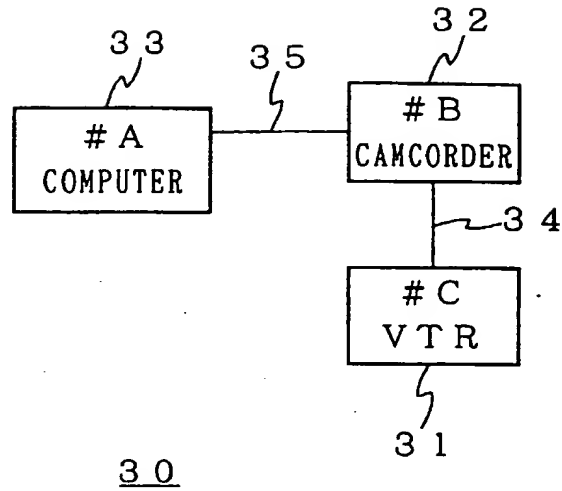 33
35
32
# A
COMPUTER
# B
CAMCORDER
34
# C
VTR
31
30